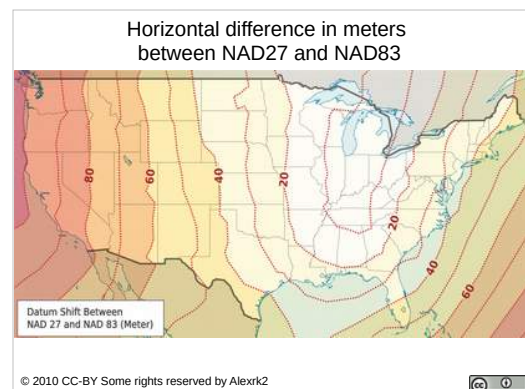 Horizontal difference in meters
between NAD27 and NAD83
80
60
40
20
20
40
60
Datum Shift Between
NAD 27 and NAD 83 (Meter)
© 2010 CC-BY Some rights reserved by Alexrk2
cc